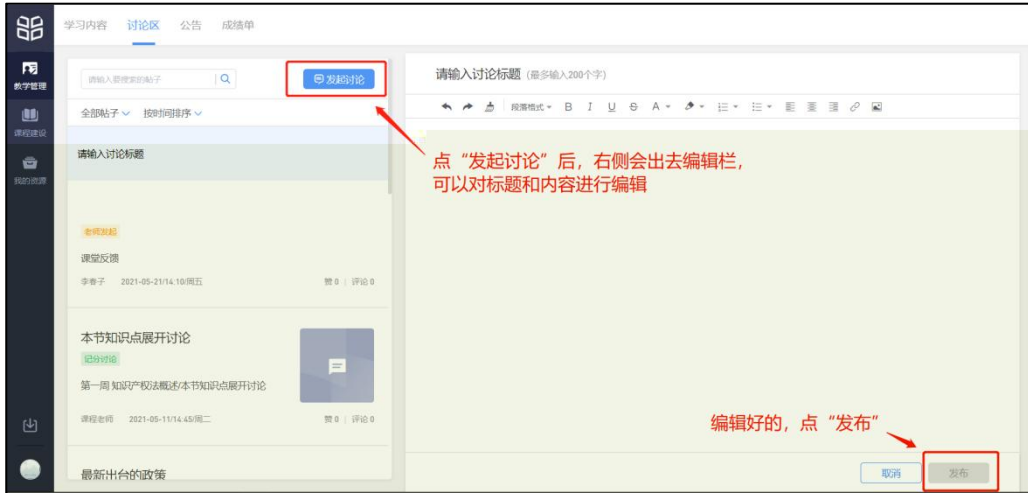 学习内容 讨论区 公告 成绩单
教学管理
课程建设
我的资源
请输入要搜索的帖子
发起讨论
全部帖子 按时间排序
请输入讨论标题
老师发起
课堂反馈
李春子 2021-05-21/14:10/周五 赞 0 | 评论 0
本节知识点展开讨论
记分讨论
第一周 知识产权法概述/本节知识点展开讨论
课程老师 2021-05-11/14:45/周二 赞 0 | 评论 0
最新出台的政策
请输入讨论标题 (最多输入200个字)
段落格式 B I U S A
点“发起讨论”后，右侧会出去编辑栏，
可以对标题和内容进行编辑
编辑好的，点“发布”
取消 发布